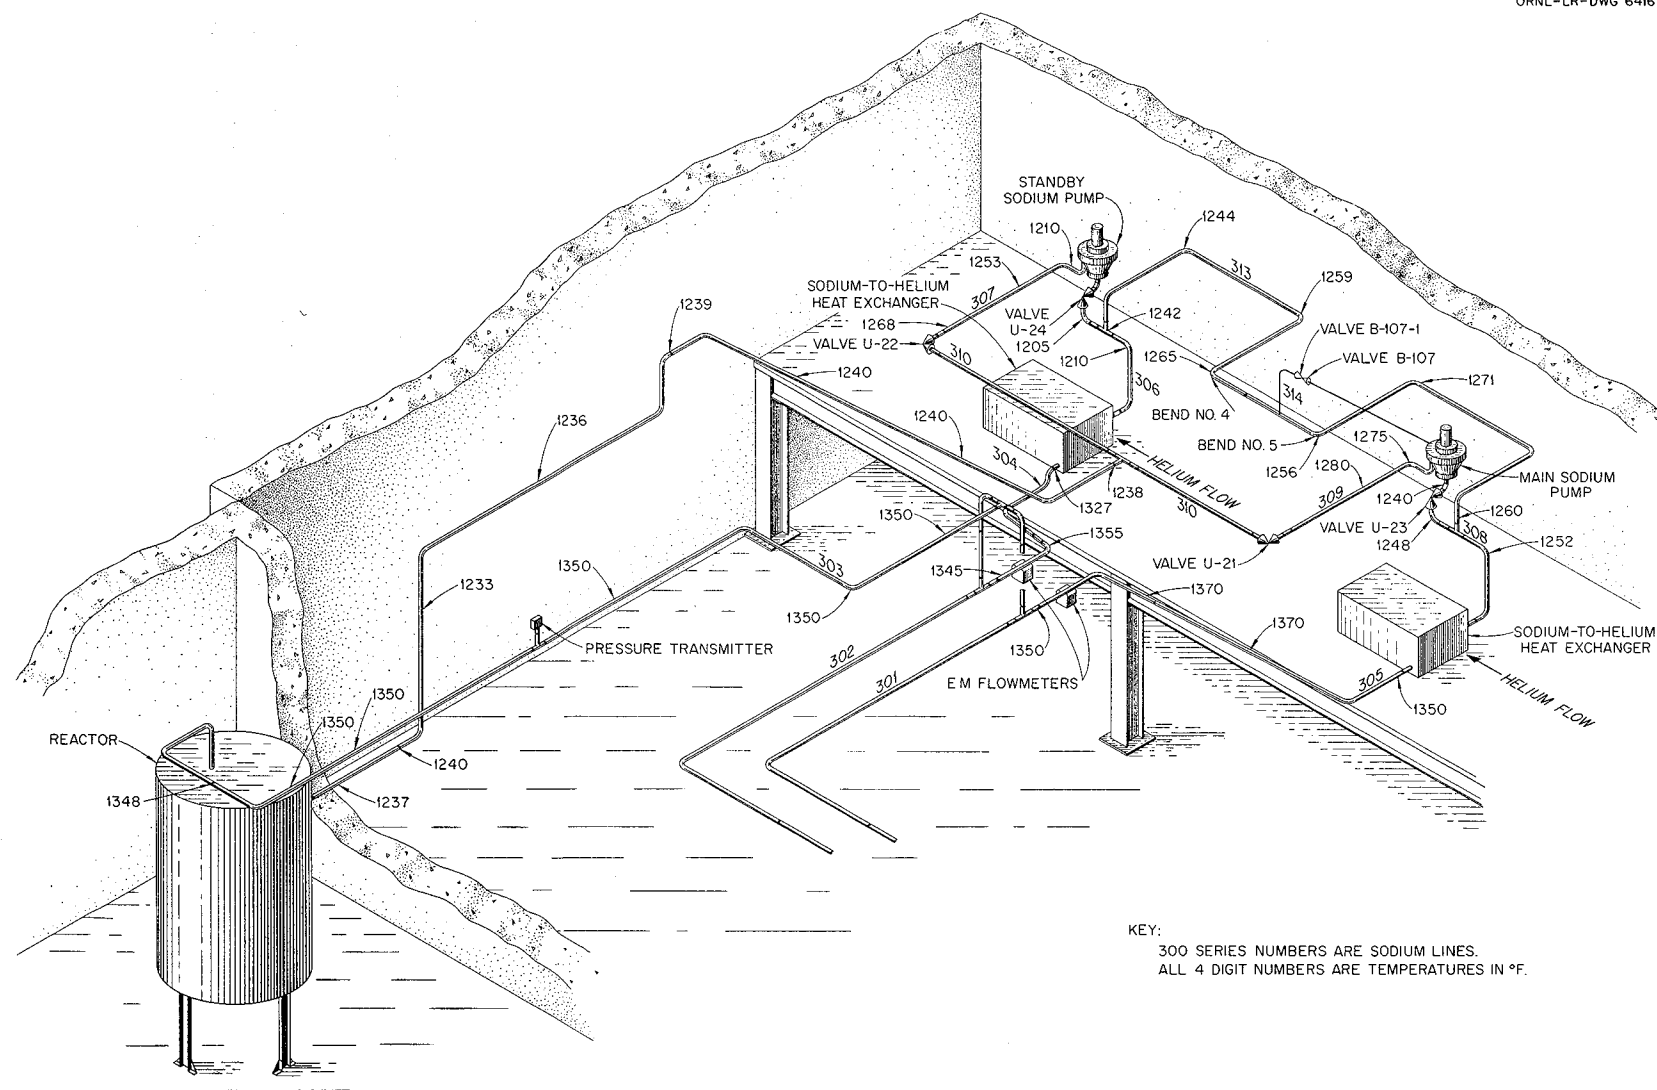 ORNL-LR-DWG 6416
STANDBY
SODIUM PUMP
1210
1244
1253
313
1259
SODIUM-TO-HELIUM
HEAT EXCHANGER
307
VALVE
U-24
1242
1239
1268
1205
VALVE B-107-1
VALVE U-22
310
1210
1265
VALVE B-107
1240
306
314
1271
BEND NO. 4
1236
1240
BEND NO. 5
1275
304
HELIUM FLOW
1256
1280
MAIN SODIUM
PUMP
1238
309
1240
1327
310
1260
1350
VALVE U-23
308
1355
1248
1252
303
1345
VALVE U-21
1350
1233
1350
1370
1370
SODIUM-TO-HELIUM
HEAT EXCHANGER
PRESSURE TRANSMITTER
302
1350
301
EM FLOWMETERS
305
1350
HELIUM FLOW
1350
1350
REACTOR
1240
1348
1237
KEY:
300 SERIES NUMBERS ARE SODIUM LINES.
ALL 4 DIGIT NUMBERS ARE TEMPERATURES IN °F.